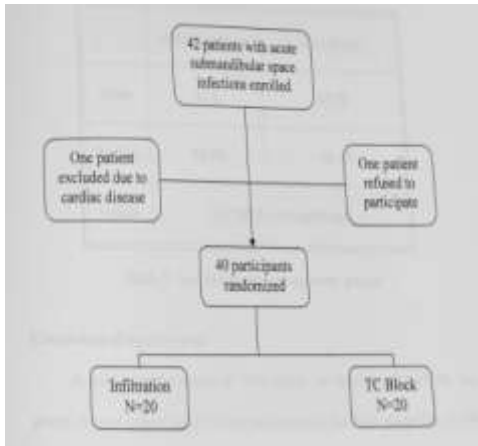 42 patients with acute
submandibular space
infections enrolled
One patient
excluded due to
cardiac disease
One patient
refused to
participate
40 participants
randomized
Infiltration
N=20
TC Block
N=20